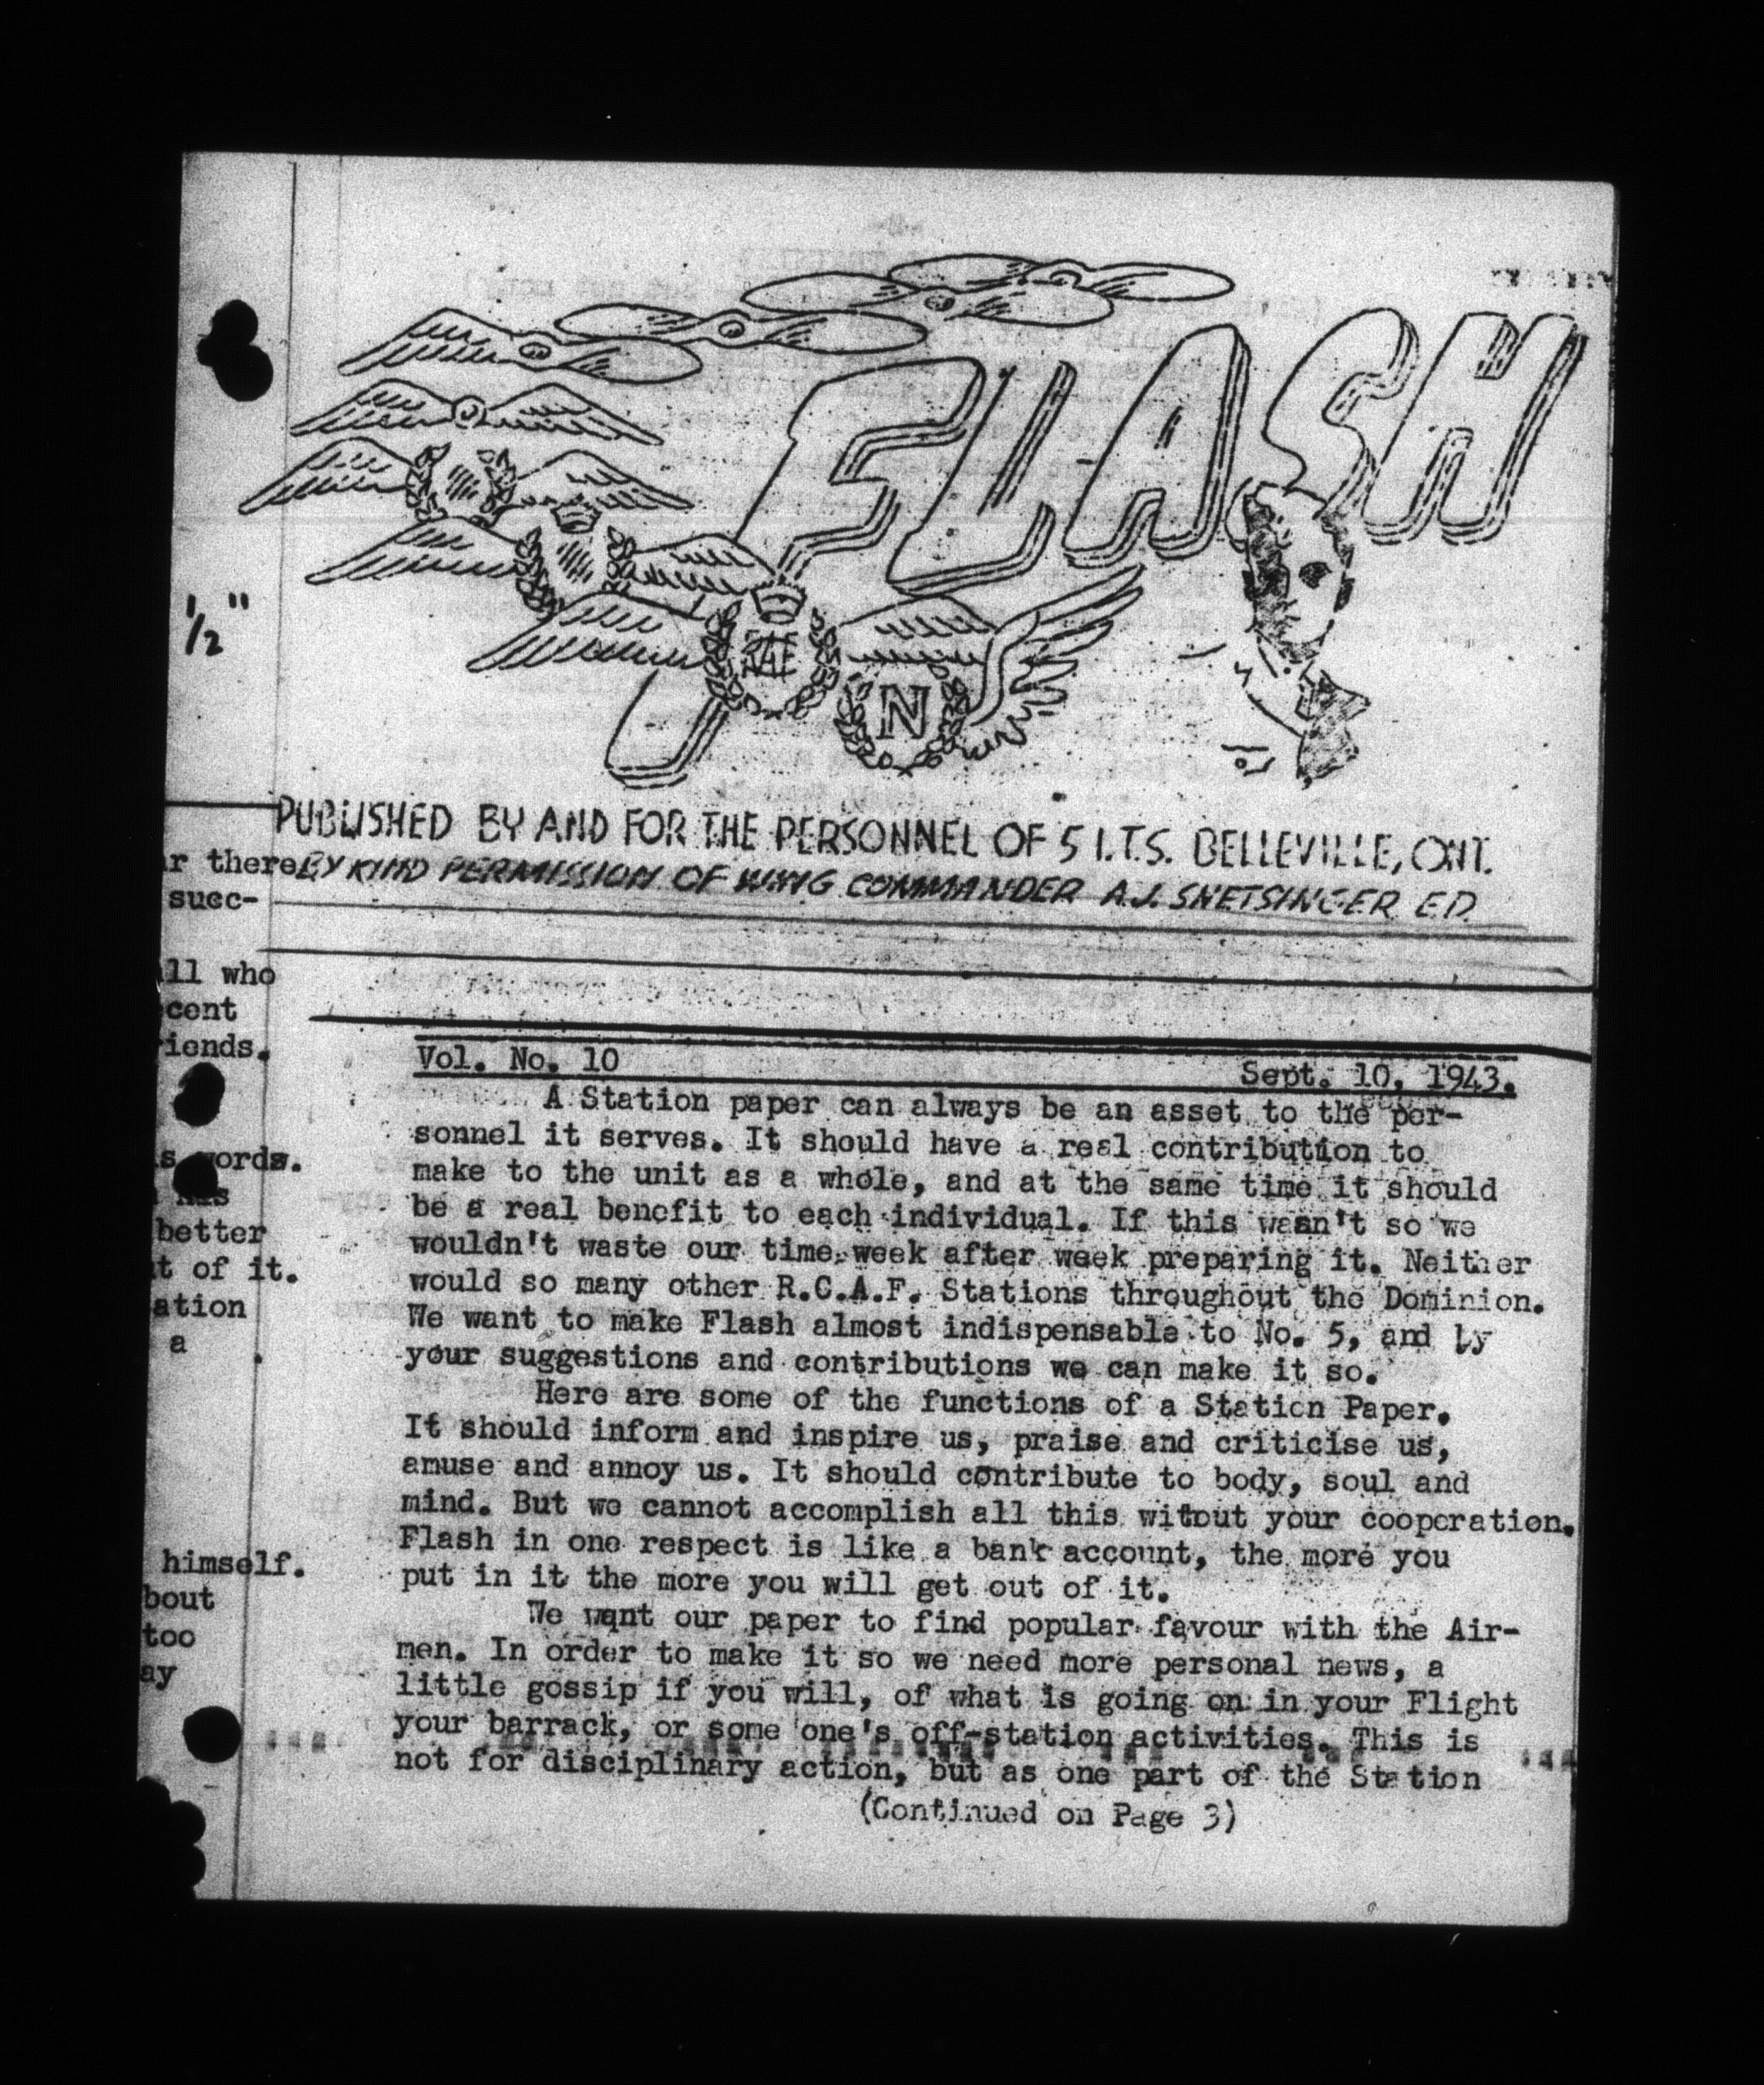 FLASH
RCAF
N
1/2"
PUBLISHED BY AND FOR THE PERSONNEL OF 5 I.T.S. BELLEVILLE, ONT.
BY KIND PERMISSION OF WING COMMANDER A.J. SNETSINGER E.D.
there
succ-
who
cent
words.
his
better
of it.
ation
a
himself.
bout
too
ay
Vol. No. 10 Sept. 10, 1943.
A Station paper can always be an asset to the per-
sonnel it serves. It should have a real contribution to
make to the unit as a whole, and at the same time it should
be a real benefit to each individual. If this wasn't so we
wouldn't waste our time week after week preparing it. Neither
would so many other R.C.A.F. Stations throughout the Dominion.
We want to make Flash almost indispensable to No. 5, and by
your suggestions and contributions we can make it so.
Here are some of the functions of a Station Paper.
It should inform and inspire us, praise and criticise us,
amuse and annoy us. It should contribute to body, soul and
mind. But we cannot accomplish all this witout your cooperation.
Flash in one respect is like a bank account, the more you
put in it the more you will get out of it.
We want our paper to find popular favour with the Air-
men. In order to make it so we need more personal news, a
little gossip if you will, of what is going on in your Flight
your barrack, or some one's off-station activities. This is
not for disciplinary action, but as one part of the Station
(Continued on Page 3)